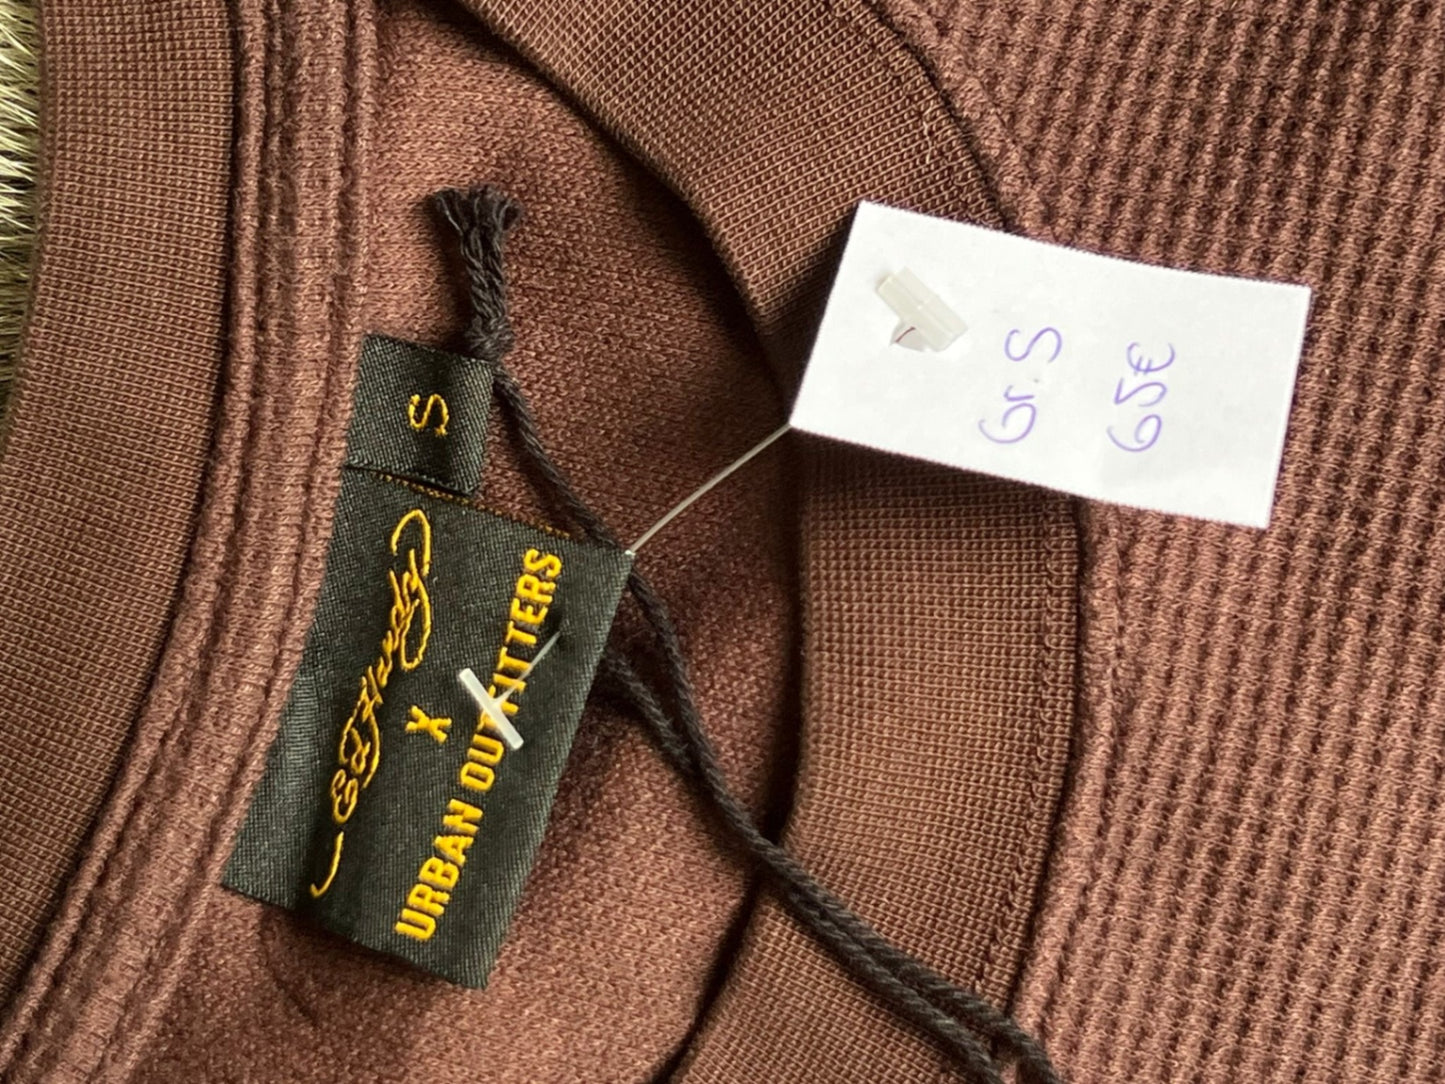 S
Ed Hardy
X
URBAN OUTFITTERS
Gr. S
65€